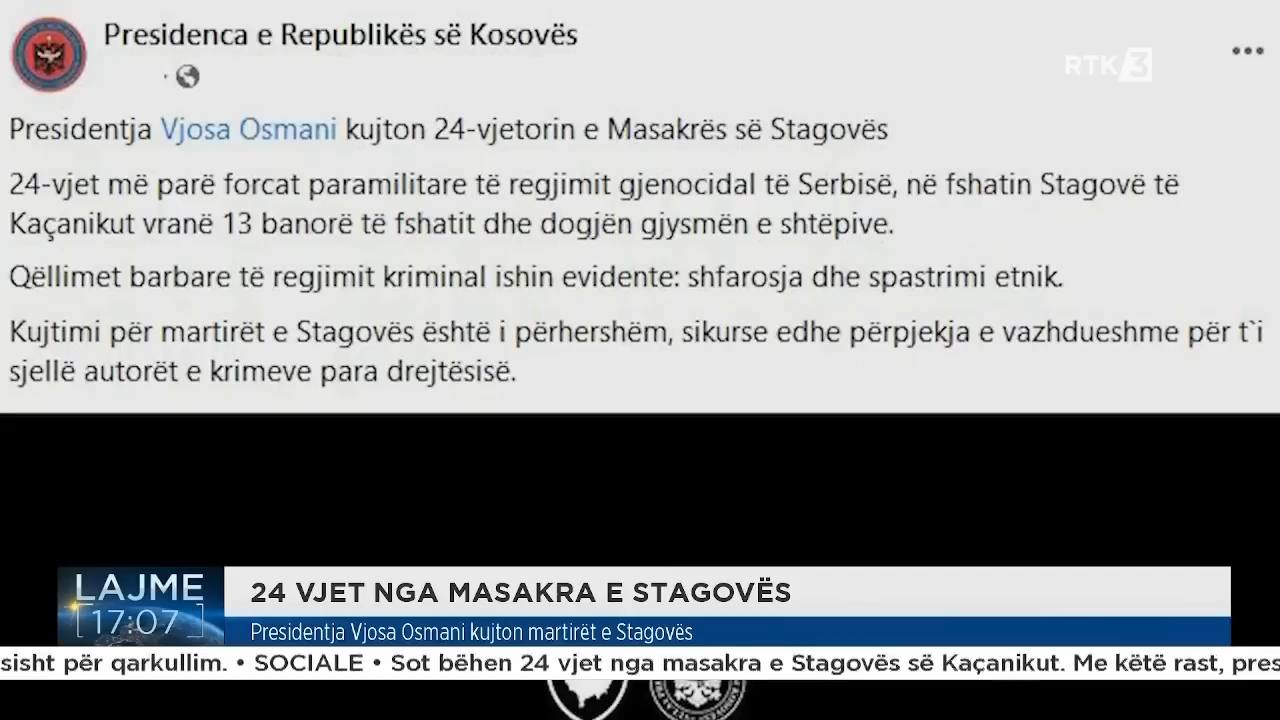 Presidenca e Republikës së Kosovës
RTK 3
Presidentja Vjosa Osmani kujton 24-vjetorin e Masakrës së Stagovës
24-vjet më parë forcat paramilitare të regjimit gjenocidal të Serbisë, në fshatin Stagovë të
Kaçanikut vranë 13 banorë të fshatit dhe dogjën gjysmën e shtëpive.
Qëllimet barbare të regjimit kriminal ishin evidente: shfarosja dhe spastrimi etnik.
Kujtimi për martirët e Stagovës është i përhershëm, sikurse edhe përpjekja e vazhdueshme për t`i
sjellë autorët e krimeve para drejtësisë.
LAJME
17:07
24 VJET NGA MASAKRA E STAGOVËS
Presidentja Vjosa Osmani kujton martirët e Stagovës
sisht për qarkullim. • SOCIALE • Sot bëhen 24 vjet nga masakra e Stagovës së Kaçanikut. Me këtë rast, pres